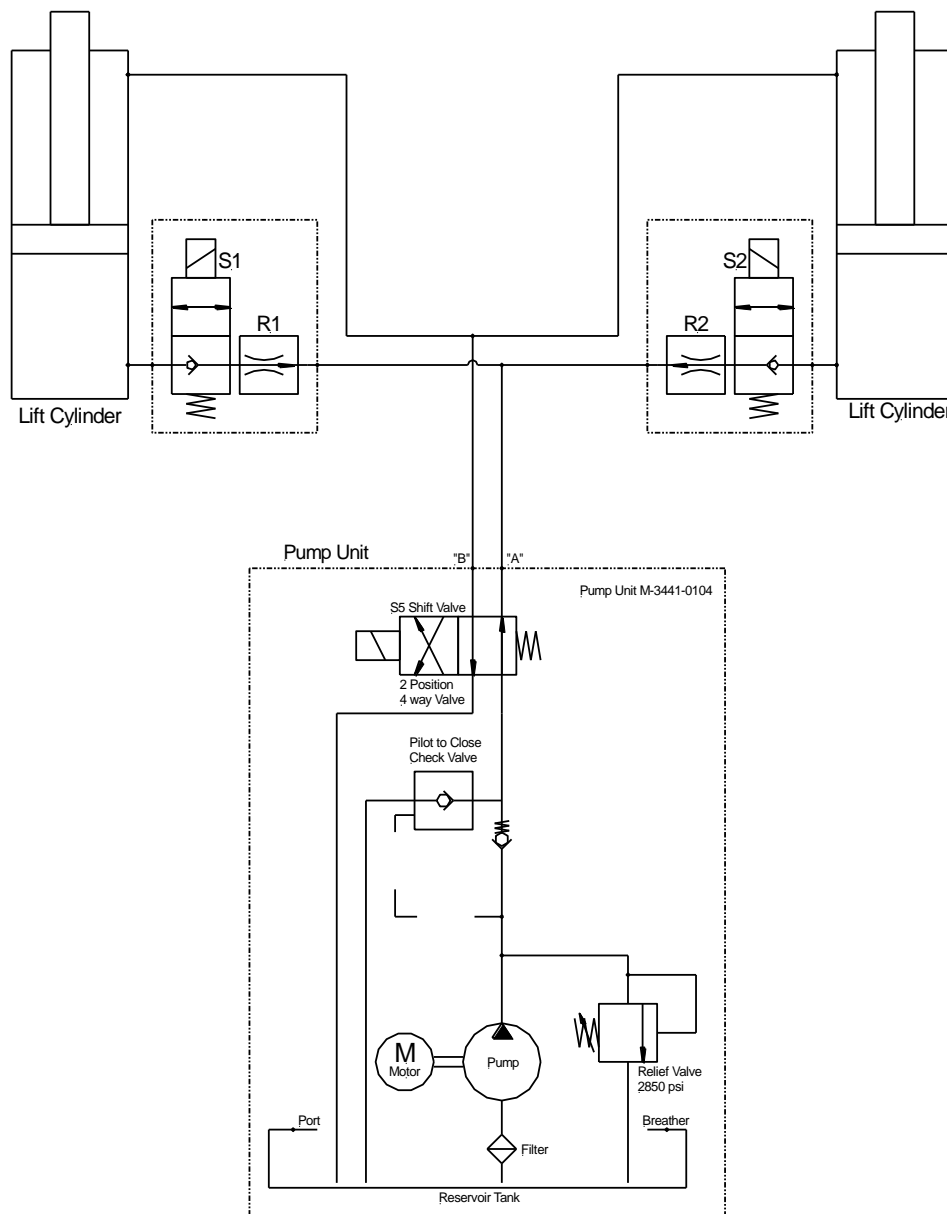 S1
S2
R1
R2
Lift Cylinder
Lift Cylinder
Pump Unit
"B"
"A"
Pump Unit M-3441-0104
S5 Shift Valve
2 Position
4 way Valve
Pilot to Close
Check Valve
M
Motor
Pump
Relief Valve
2850 psi
Port
Breather
Filter
Reservoir Tank